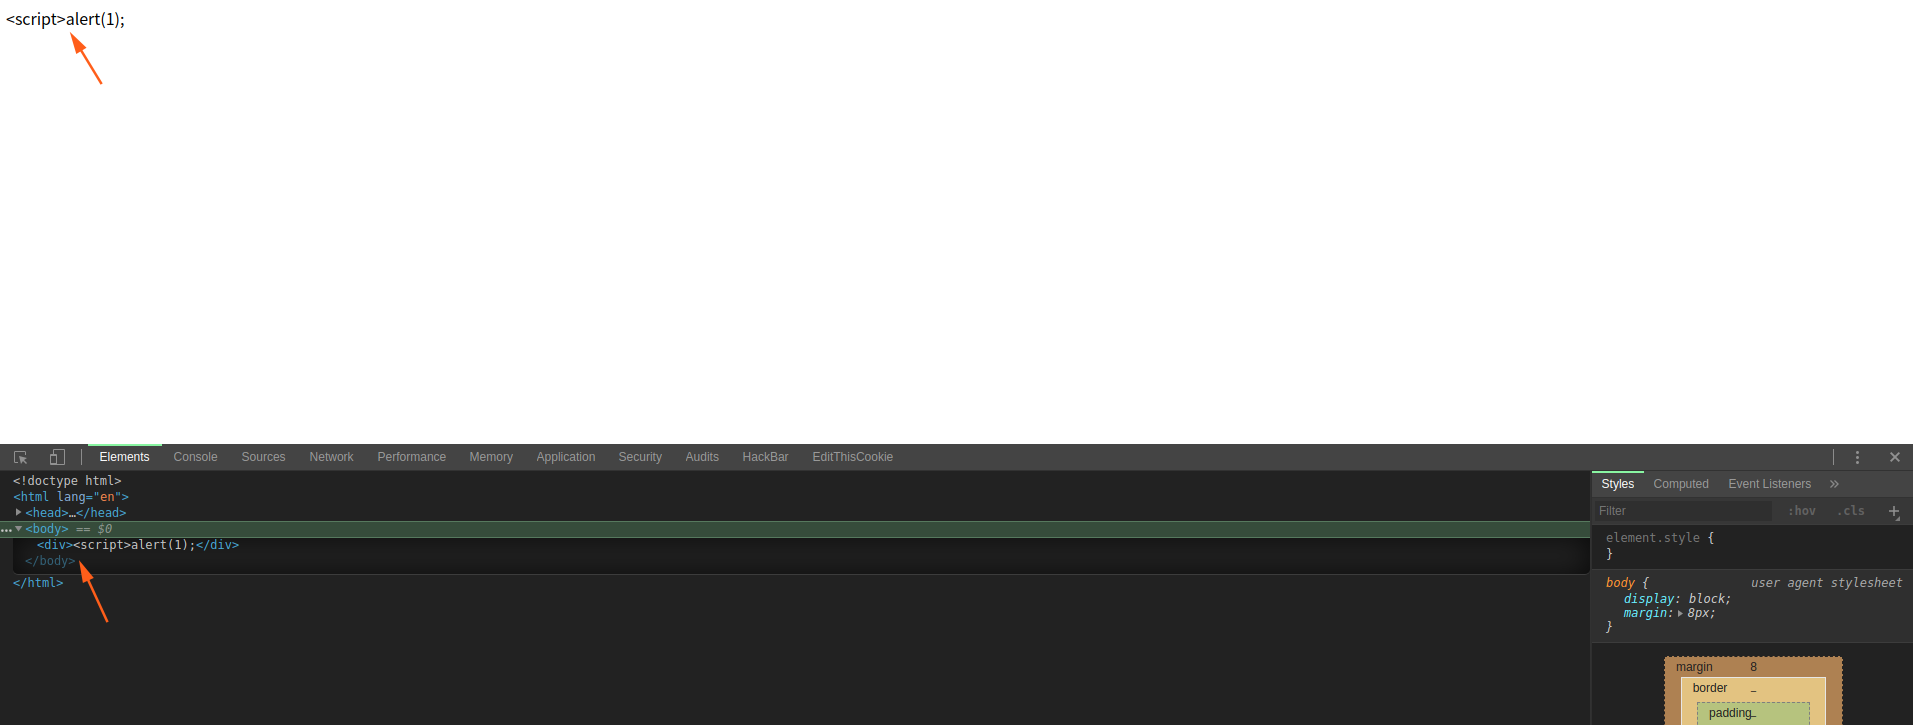 <script>alert(1);
Elements Console Sources Network Performance Memory Application Security Audits HackBar EditThisCookie
<!doctype html>
<html lang="en">
<head>…</head>
<body> == $0
<div><script>alert(1);</div>
</body>
</html>
Styles Computed Event Listeners »
Filter :hov .cls +
element.style {
}
body { user agent stylesheet
display: block;
margin: 8px;
}
margin 8
border –
padding –